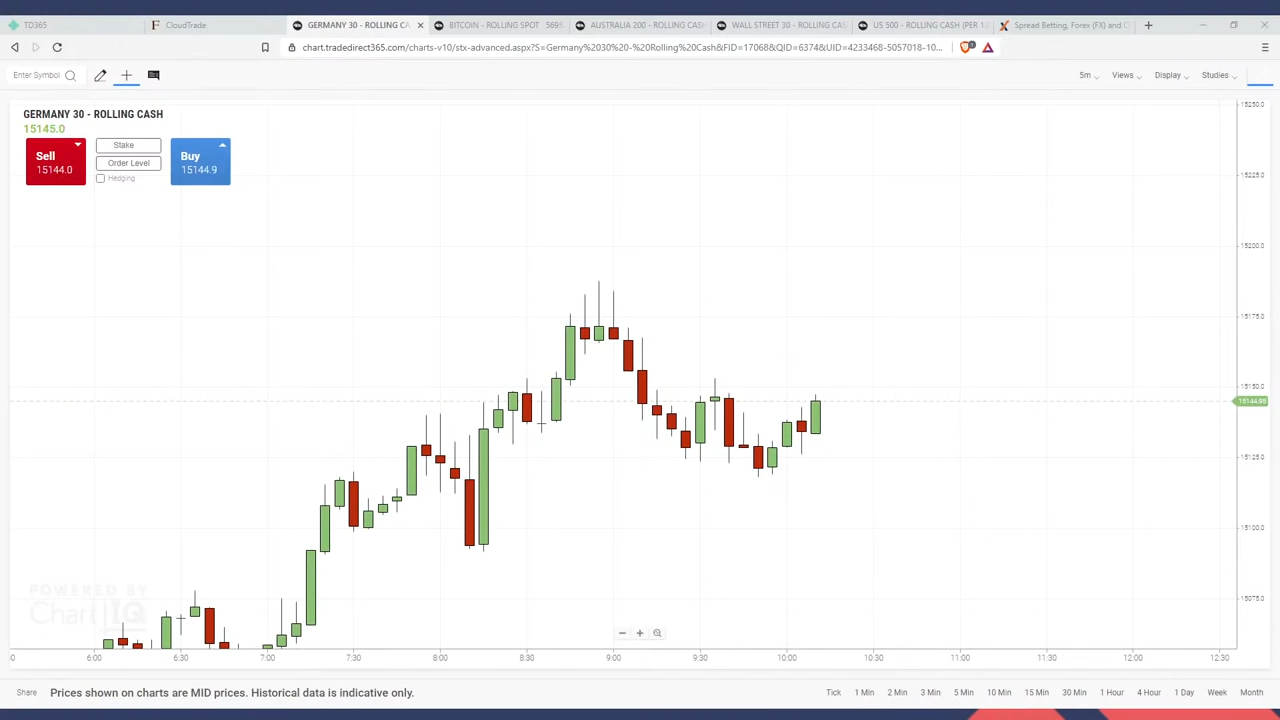 TD365
CloudTrade
GERMANY 30 - ROLLING CA
BITCOIN - ROLLING SPOT 5695
AUSTRALIA 200 - ROLLING CAS
WALL STREET 30 - ROLLING CAS
US 500 - ROLLING CASH (PER 1.
Spread Betting, Forex (FX) and C
chart.tradedirect365.com/charts-v10/stx-advanced.aspx?S=Germany%2030%20-%20Rolling%20Cash&FID=17068&QID=6374&UID=4233468-5057018-10...
Enter Symbol
5m
Views
Display
Studies
GERMANY 30 - ROLLING CASH
15145.0
Sell
15144.0
Stake
Order Level
Hedging
Buy
15144.9
15250.0
15225.0
15200.0
15175.0
15150.0
15144.95
15125.0
15100.0
15075.0
POWERED BY
ChartIQ
:0 6:00 6:30 7:00 7:30 8:00 8:30 9:00 9:30 10:00 10:30 11:00 11:30 12:00 12:30
Share
Prices shown on charts are MID prices. Historical data is indicative only.
Tick 1 Min 2 Min 3 Min 5 Min 10 Min 15 Min 30 Min 1 Hour 4 Hour 1 Day Week Month